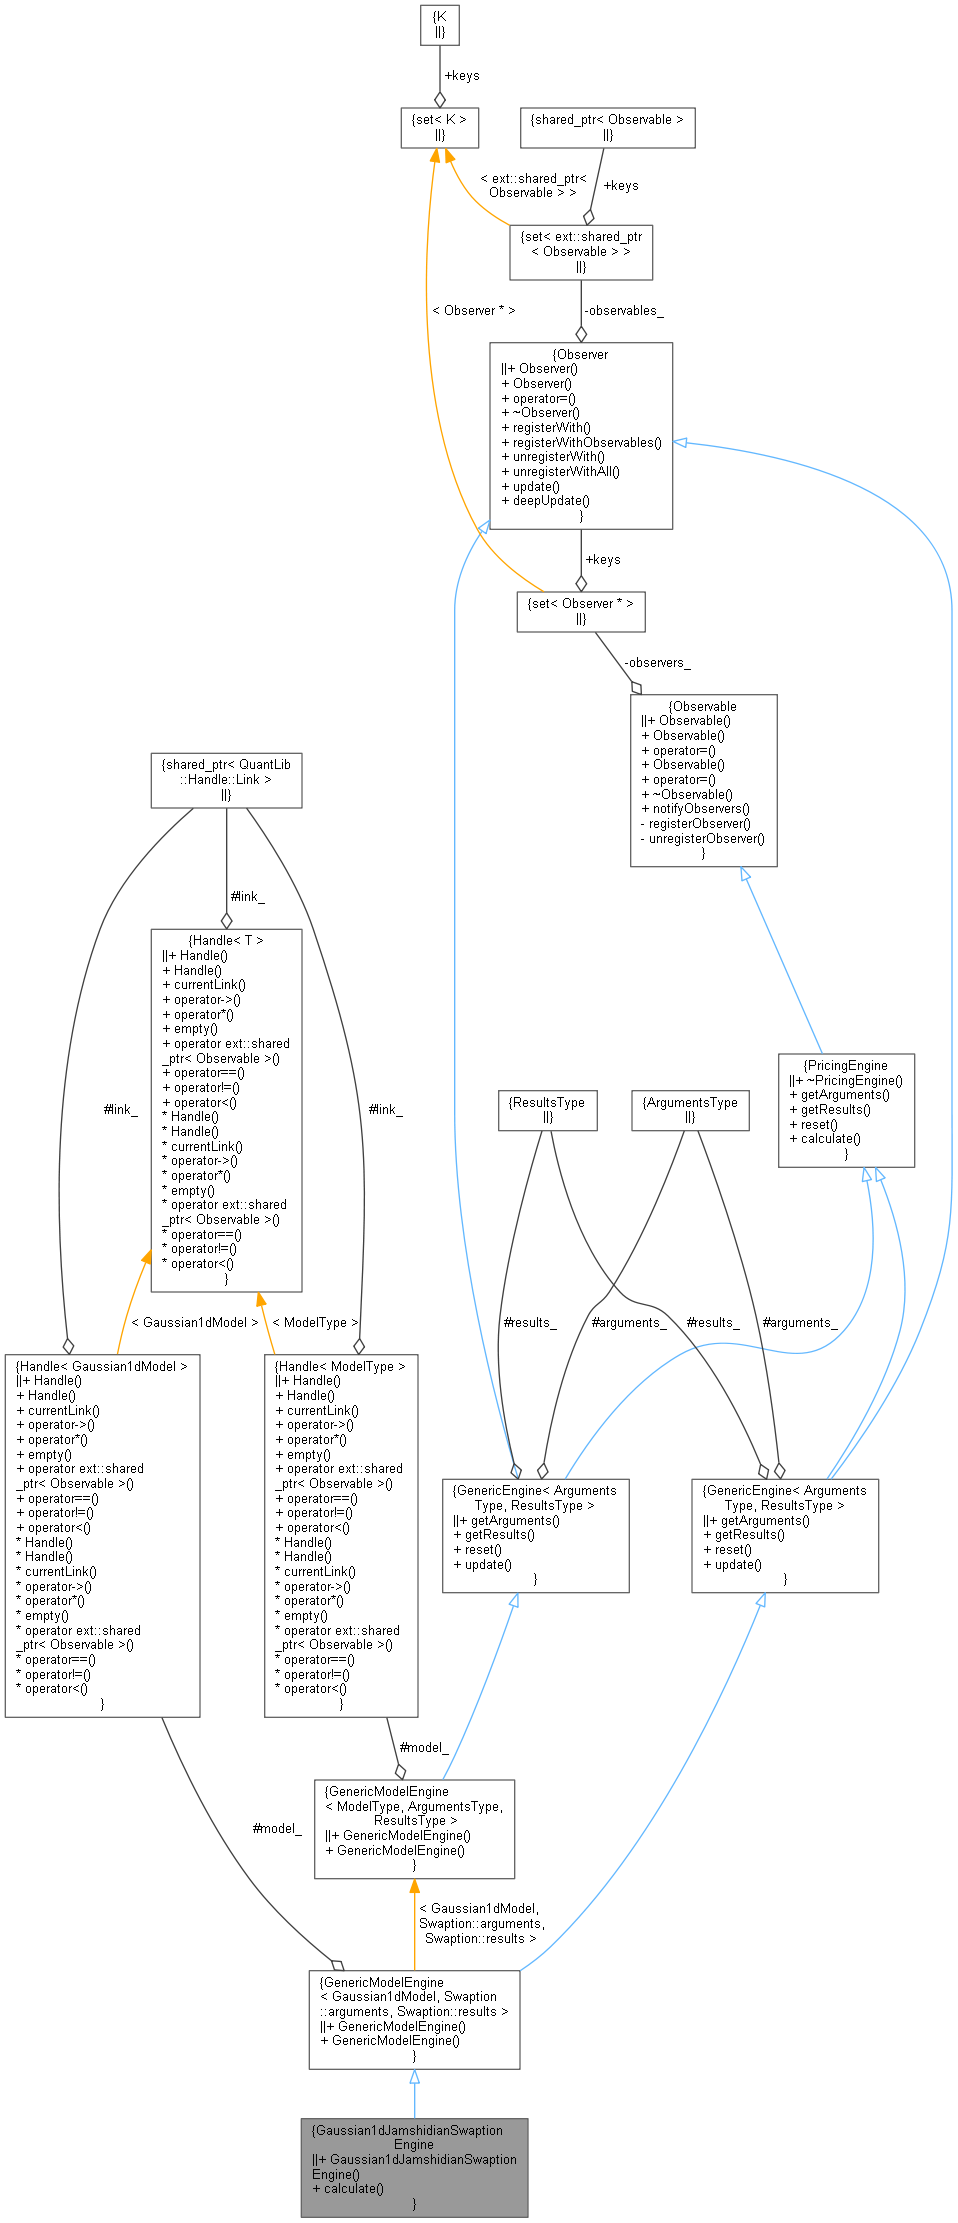 {K
||}
+keys
{set< K >
||}
{shared_ptr< Observable >
||}
< ext::shared_ptr<
Observable > >
+keys
{set< ext::shared_ptr
< Observable > >
||}
< Observer * >
-observables_
{Observer
||+ Observer()
+ Observer()
+ operator=()
+ ~Observer()
+ registerWith()
+ registerWithObservables()
+ unregisterWith()
+ unregisterWithAll()
+ update()
+ deepUpdate()
}
+keys
{set< Observer * >
||}
-observers_
{Observable
||+ Observable()
+ Observable()
+ operator=()
+ Observable()
+ operator=()
+ ~Observable()
+ notifyObservers()
- registerObserver()
- unregisterObserver()
}
{shared_ptr< QuantLib
::Handle::Link >
||}
#link_
{Handle< T >
||+ Handle()
+ Handle()
+ currentLink()
+ operator->()
+ operator*()
+ empty()
+ operator ext::shared
_ptr< Observable >()
+ operator==()
+ operator!=()
+ operator<()
* Handle()
* Handle()
* currentLink()
* operator->()
* operator*()
* empty()
* operator ext::shared
_ptr< Observable >()
* operator==()
* operator!=()
* operator<()
}
#link_
#link_
{PricingEngine
||+ ~PricingEngine()
+ getArguments()
+ getResults()
+ reset()
+ calculate()
}
{ResultsType
||}
{ArgumentsType
||}
< Gaussian1dModel >
< ModelType >
#results_
#arguments_
#results_
#arguments_
{Handle< Gaussian1dModel >
||+ Handle()
+ Handle()
+ currentLink()
+ operator->()
+ operator*()
+ empty()
+ operator ext::shared
_ptr< Observable >()
+ operator==()
+ operator!=()
+ operator<()
* Handle()
* Handle()
* currentLink()
* operator->()
* operator*()
* empty()
* operator ext::shared
_ptr< Observable >()
* operator==()
* operator!=()
* operator<()
}
{Handle< ModelType >
||+ Handle()
+ Handle()
+ currentLink()
+ operator->()
+ operator*()
+ empty()
+ operator ext::shared
_ptr< Observable >()
+ operator==()
+ operator!=()
+ operator<()
* Handle()
* Handle()
* currentLink()
* operator->()
* operator*()
* empty()
* operator ext::shared
_ptr< Observable >()
* operator==()
* operator!=()
* operator<()
}
{GenericEngine< Arguments
Type, ResultsType >
||+ getArguments()
+ getResults()
+ reset()
+ update()
}
{GenericEngine< Arguments
Type, ResultsType >
||+ getArguments()
+ getResults()
+ reset()
+ update()
}
#model_
{GenericModelEngine
< ModelType, ArgumentsType,
ResultsType >
||+ GenericModelEngine()
+ GenericModelEngine()
}
#model_
< Gaussian1dModel,
Swaption::arguments,
Swaption::results >
{GenericModelEngine
< Gaussian1dModel, Swaption
::arguments, Swaption::results >
||+ GenericModelEngine()
+ GenericModelEngine()
}
{Gaussian1dJamshidianSwaption
Engine
||+ Gaussian1dJamshidianSwaption
Engine()
+ calculate()
}